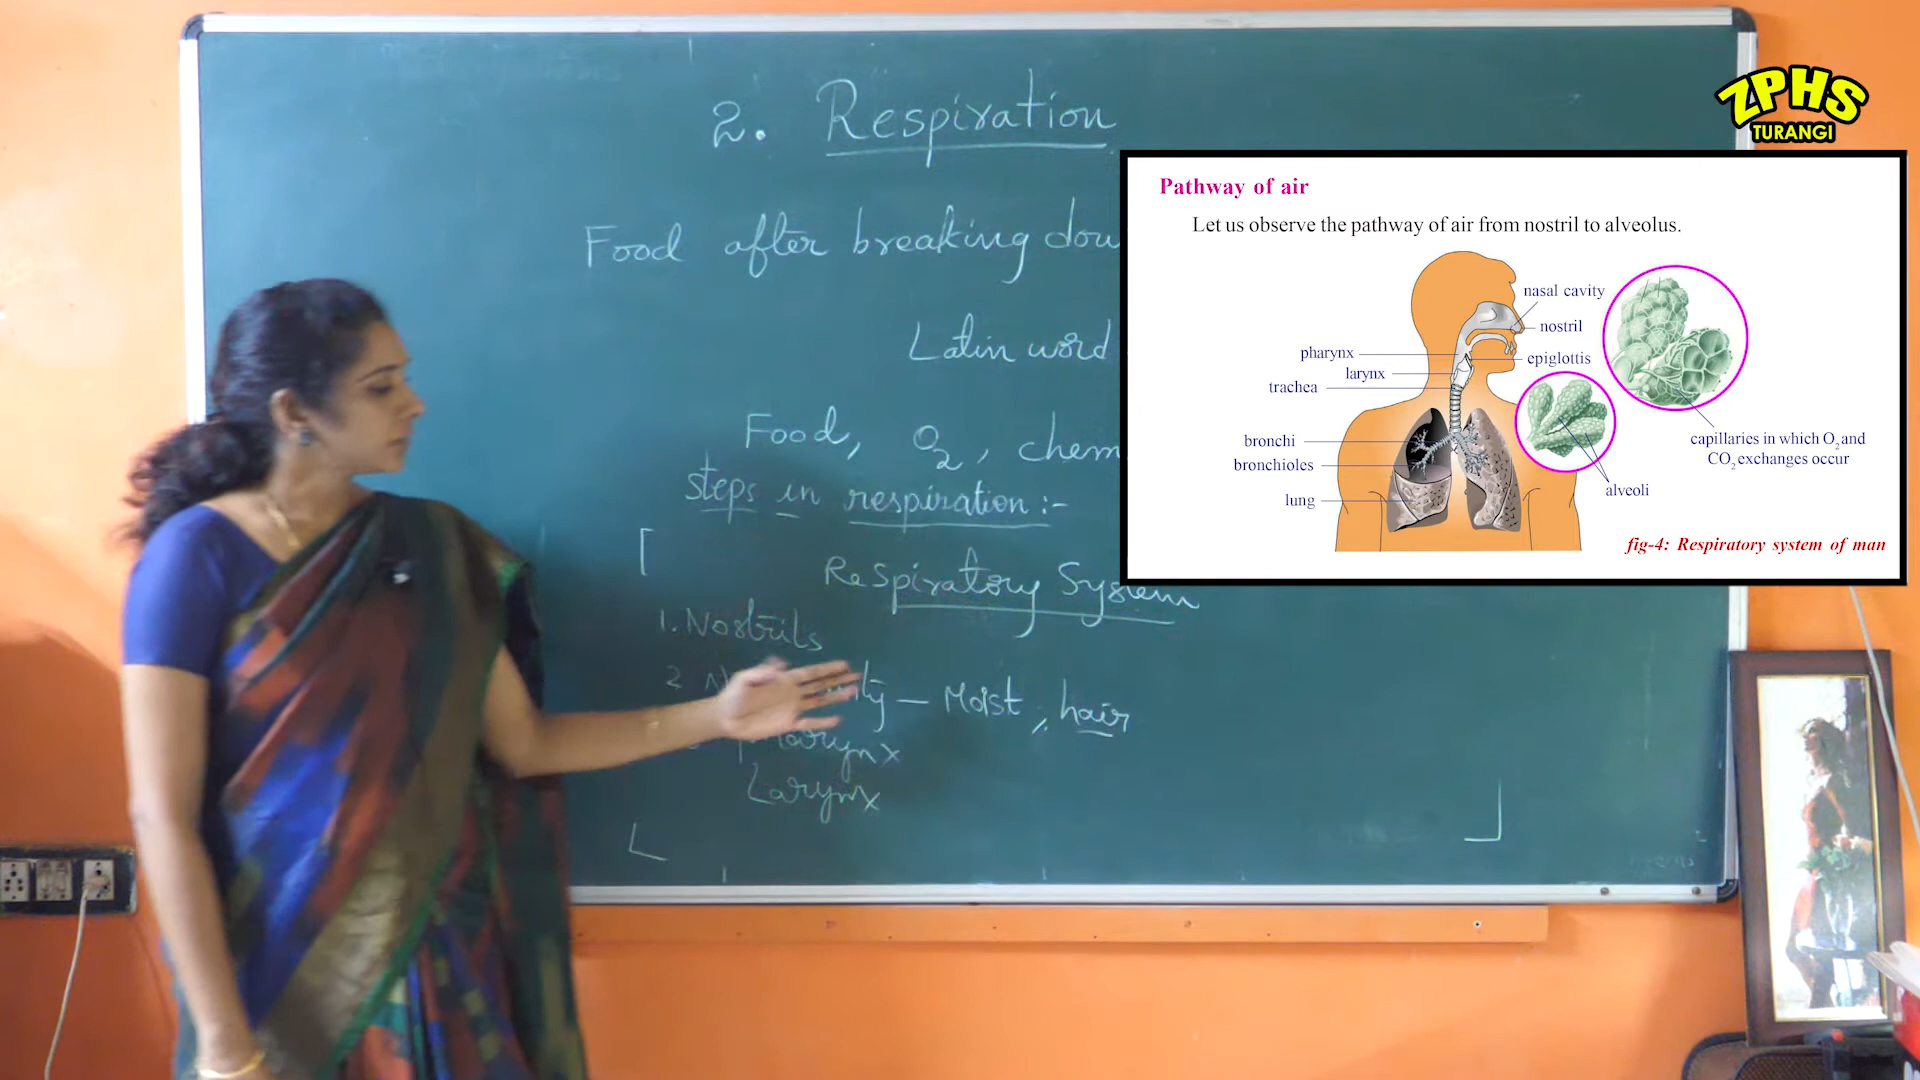 2. Respiration
Food after breaking dow
Latin word
Food, O2, chem
steps in respiration :-
Respiratory System
1. Nostrils
2 – Moist, hair
Larynx
ZPHS
TURANGI
Pathway of air
Let us observe the pathway of air from nostril to alveolus.
nasal cavity
nostril
pharynx
epiglottis
larynx
trachea
bronchi
bronchioles
lung
capillaries in which O2 and
CO2 exchanges occur
alveoli
fig-4: Respiratory system of man